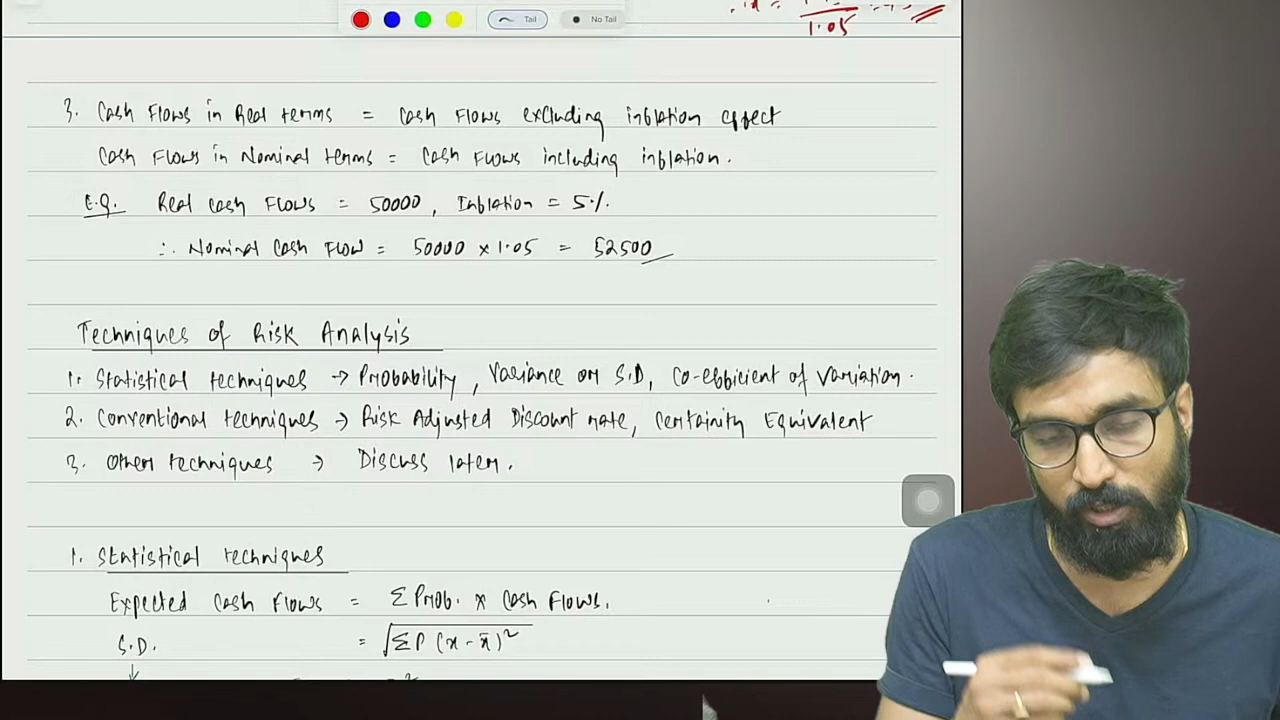 Tail No Tail
1.05
3. Cash Flows in Real terms = Cash Flows excluding inflation effect
Cash Flows in Nominal terms = Cash Flows including inflation.
E.g. Real cash Flows = 50000, Inflation = 5%.
∴ Nominal Cash Flow = 50000 × 1.05 = 52500
Techniques of Risk Analysis
1. Statistical techniques → Probability, Variance or S.D, Co-efficient of Variation.
2. Conventional techniques → Risk Adjusted Discount rate, Certainity Equivalent
3. Other techniques → Discuss later.
1. Statistical techniques
Expected Cash Flows = Σ Prob. × Cash Flows.
S.D. = √Σ P (x - x̄)²